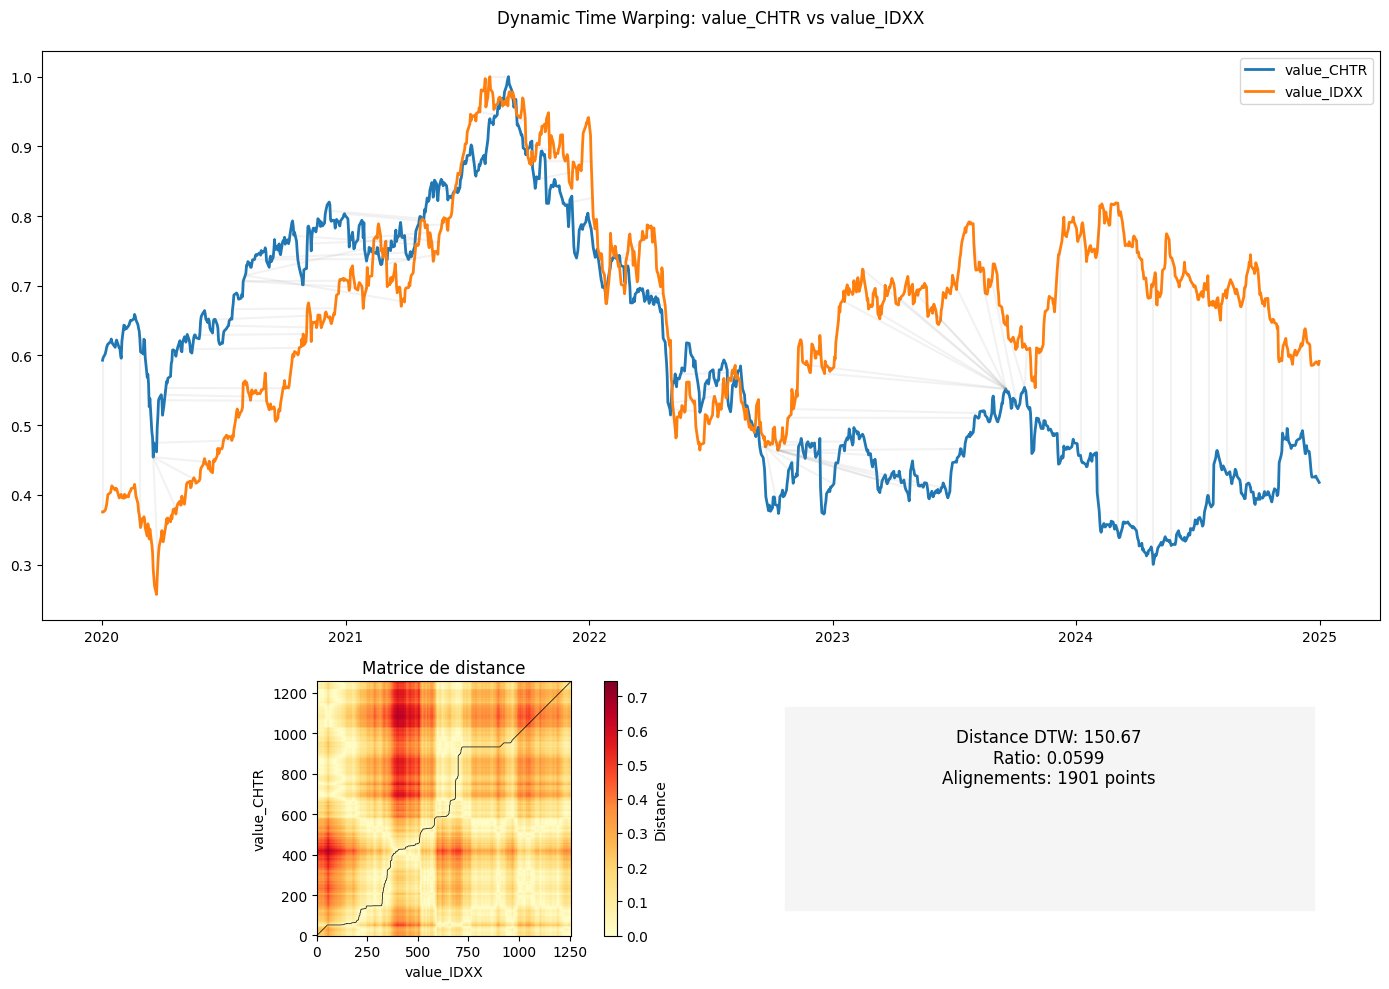 Dynamic Time Warping: value_CHTR vs value_IDXX
value_CHTR
value_IDXX
1.0
0.9
0.8
0.7
0.6
0.5
0.4
0.3
2020 2021 2022 2023 2024 2025
Matrice de distance
value_CHTR
1200
1000
800
600
400
200
0
0 250 500 750 1000 1250
value_IDXX
0.7
0.6
0.5
0.4
0.3
0.2
0.1
0.0
Distance
Distance DTW: 150.67
Ratio: 0.0599
Alignements: 1901 points